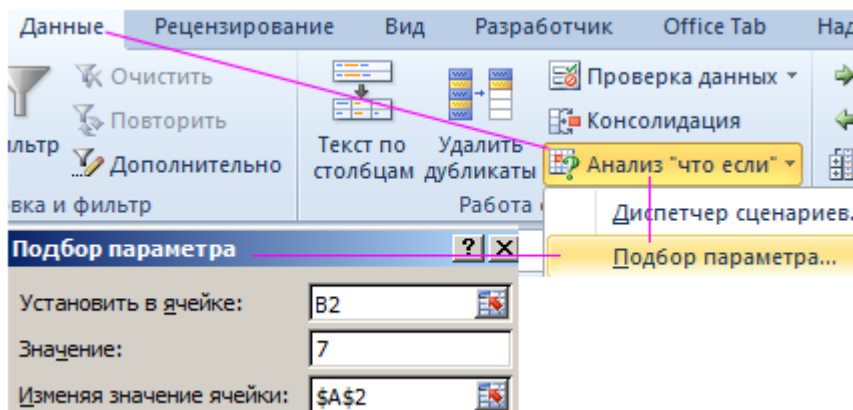 Данные Рецензирование Вид Разработчик Office Tab Над
Очистить
Повторить
ильтр
Дополнительно
Текст по столбцам
Удалить дубликаты
Проверка данных
Консолидация
Анализ "что если"
вка и фильтр
Работа
Диспетчер сценариев.
Подбор параметра...
Подбор параметра
Установить в ячейке: B2
Значение: 7
Изменяя значение ячейки: $A$2